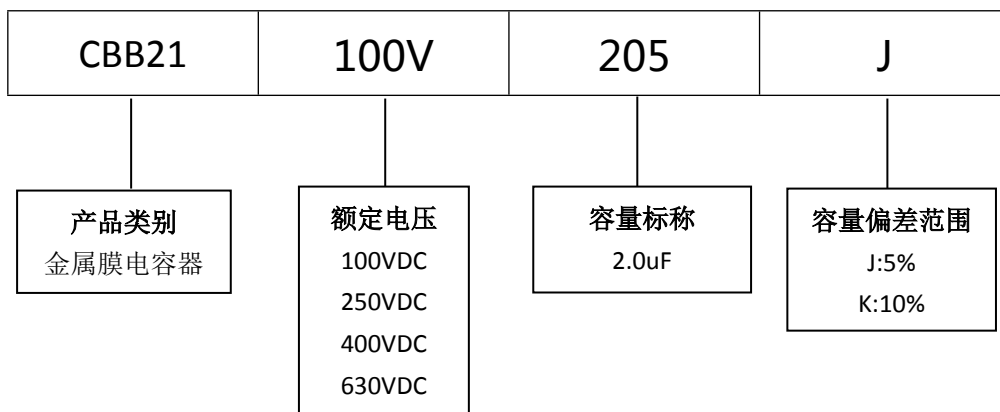 CBB21 100V 205 J
产品类别
金属膜电容器
额定电压
100VDC
250VDC
400VDC
630VDC
容量标称
2.0uF
容量偏差范围
J:5%
K:10%